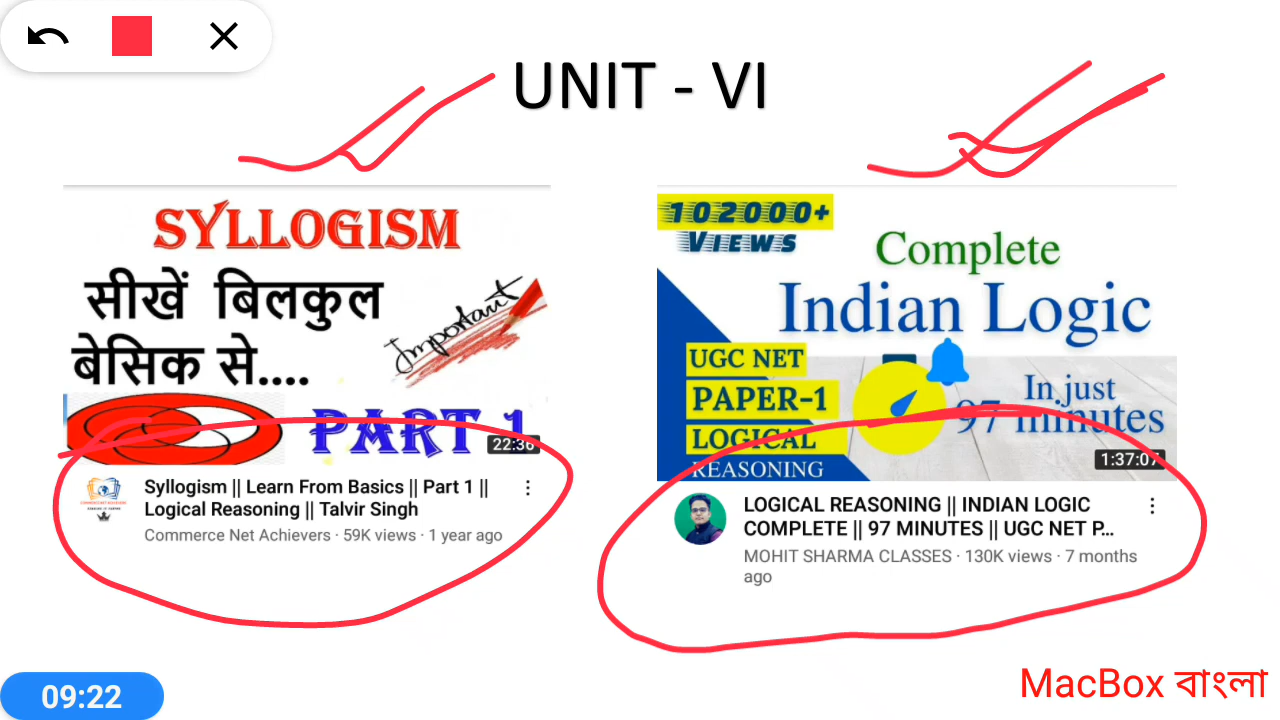 UNIT - VI
SYLLOGISM
सीखें बिलकुल
बेसिक से....
Important
PART 1
22:36
Syllogism || Learn From Basics || Part 1 ||
Logical Reasoning || Talvir Singh
Commerce Net Achievers · 59K views · 1 year ago
102000+
VIEWS
Complete
Indian Logic
UGC NET
PAPER-1
LOGICAL
REASONING
In just
97 minutes
1:37:07
LOGICAL REASONING || INDIAN LOGIC
COMPLETE || 97 MINUTES || UGC NET P...
MOHIT SHARMA CLASSES · 130K views · 7 months
ago
09:22
MacBox বাংলা